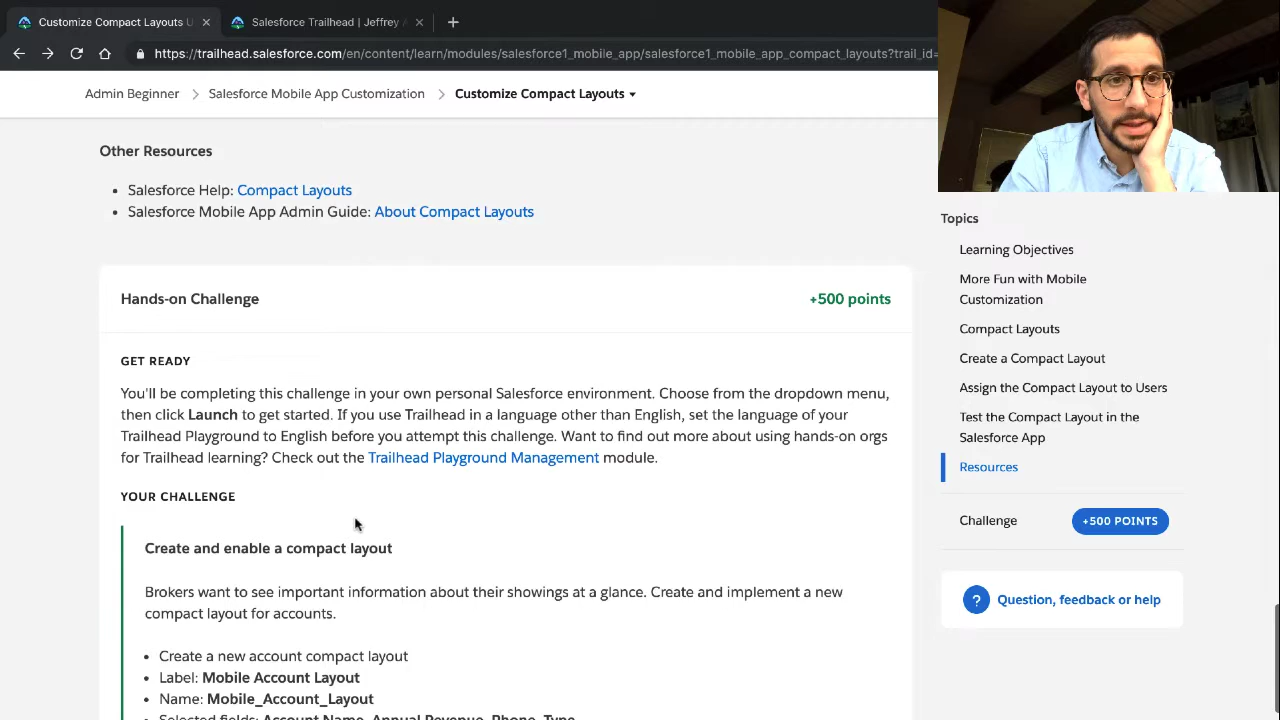 Customize Compact Layouts U
Salesforce Trailhead | Jeffrey
https://trailhead.salesforce.com/en/content/learn/modules/salesforce1_mobile_app/salesforce1_mobile_app_compact_layouts?trail_id=
Admin Beginner
Salesforce Mobile App Customization
Customize Compact Layouts
Other Resources
• Salesforce Help: Compact Layouts
• Salesforce Mobile App Admin Guide: About Compact Layouts
Hands-on Challenge
+500 points
GET READY
You'll be completing this challenge in your own personal Salesforce environment. Choose from the dropdown menu,
then click Launch to get started. If you use Trailhead in a language other than English, set the language of your
Trailhead Playground to English before you attempt this challenge. Want to find out more about using hands-on orgs
for Trailhead learning? Check out the Trailhead Playground Management module.
YOUR CHALLENGE
Create and enable a compact layout
Brokers want to see important information about their showings at a glance. Create and implement a new
compact layout for accounts.
• Create a new account compact layout
• Label: Mobile Account Layout
• Name: Mobile_Account_Layout
• Selected fields: Account Name, Annual Revenue, Phone, Type
Topics
Learning Objectives
More Fun with Mobile
Customization
Compact Layouts
Create a Compact Layout
Assign the Compact Layout to Users
Test the Compact Layout in the
Salesforce App
Resources
Challenge
+500 POINTS
? Question, feedback or help